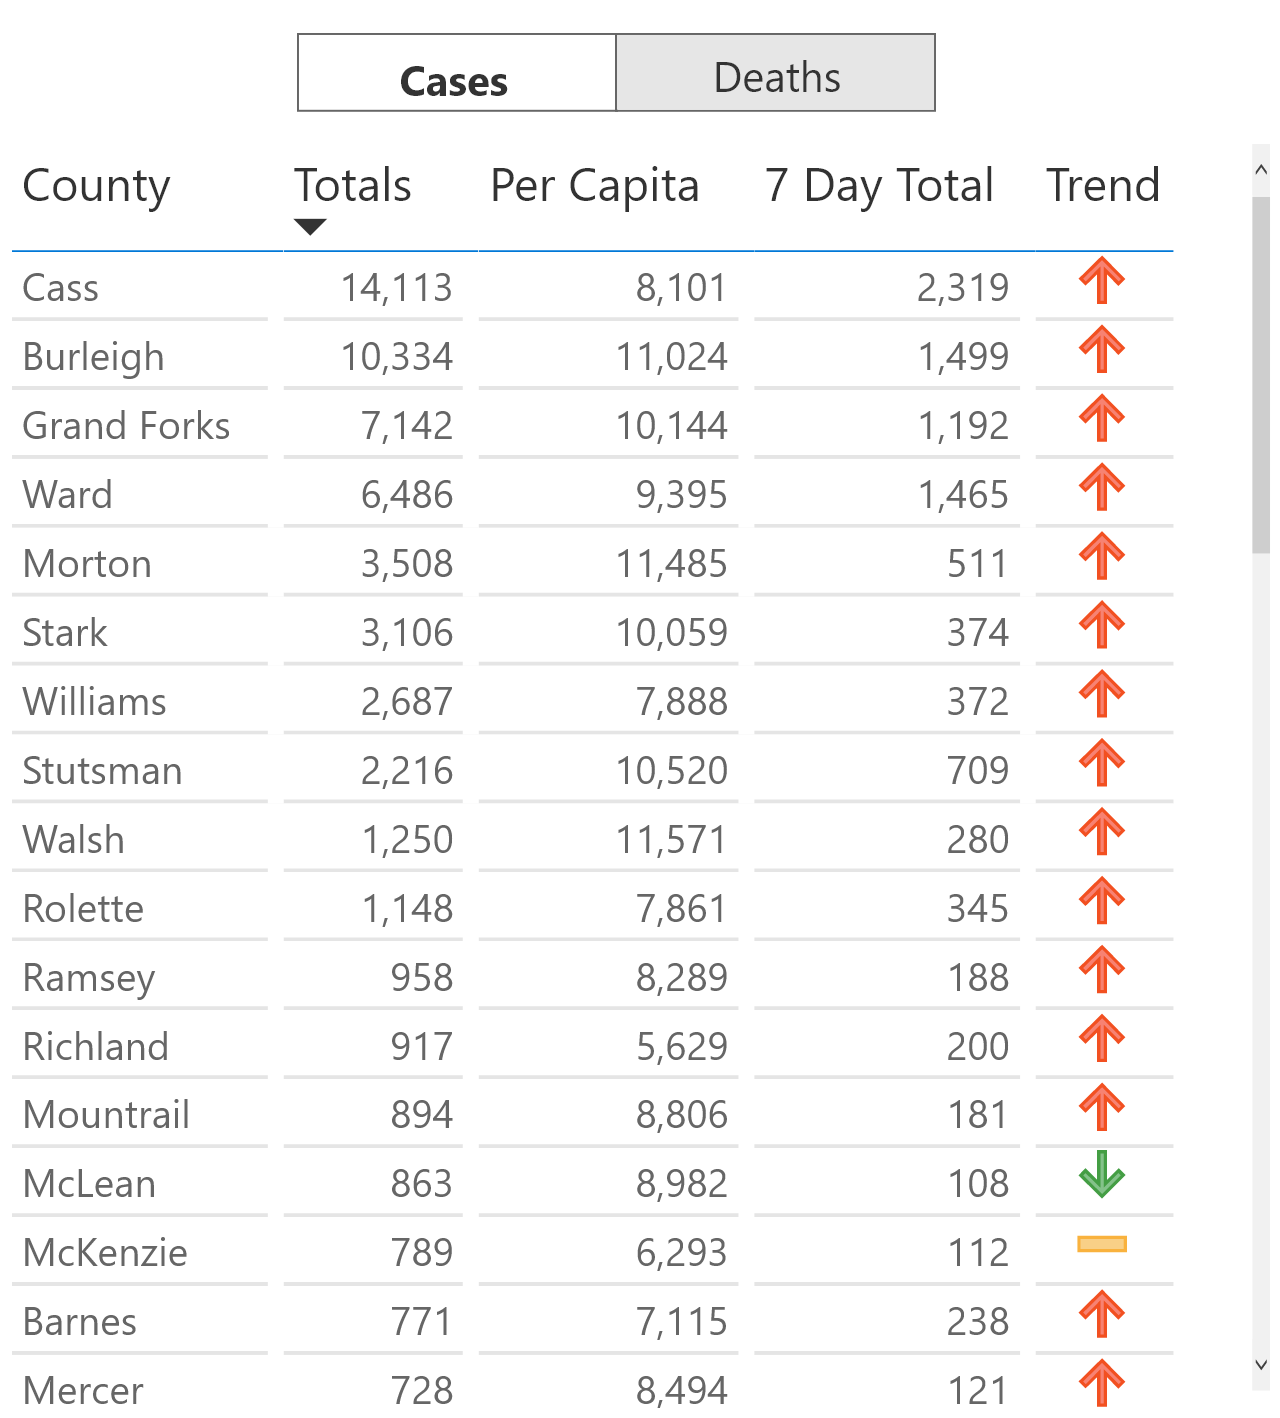 Cases Deaths
County Totals Per Capita 7 Day Total Trend
Cass 14,113 8,101 2,319
Burleigh 10,334 11,024 1,499
Grand Forks 7,142 10,144 1,192
Ward 6,486 9,395 1,465
Morton 3,508 11,485 511
Stark 3,106 10,059 374
Williams 2,687 7,888 372
Stutsman 2,216 10,520 709
Walsh 1,250 11,571 280
Rolette 1,148 7,861 345
Ramsey 958 8,289 188
Richland 917 5,629 200
Mountrail 894 8,806 181
McLean 863 8,982 108
McKenzie 789 6,293 112
Barnes 771 7,115 238
Mercer 728 8,494 121